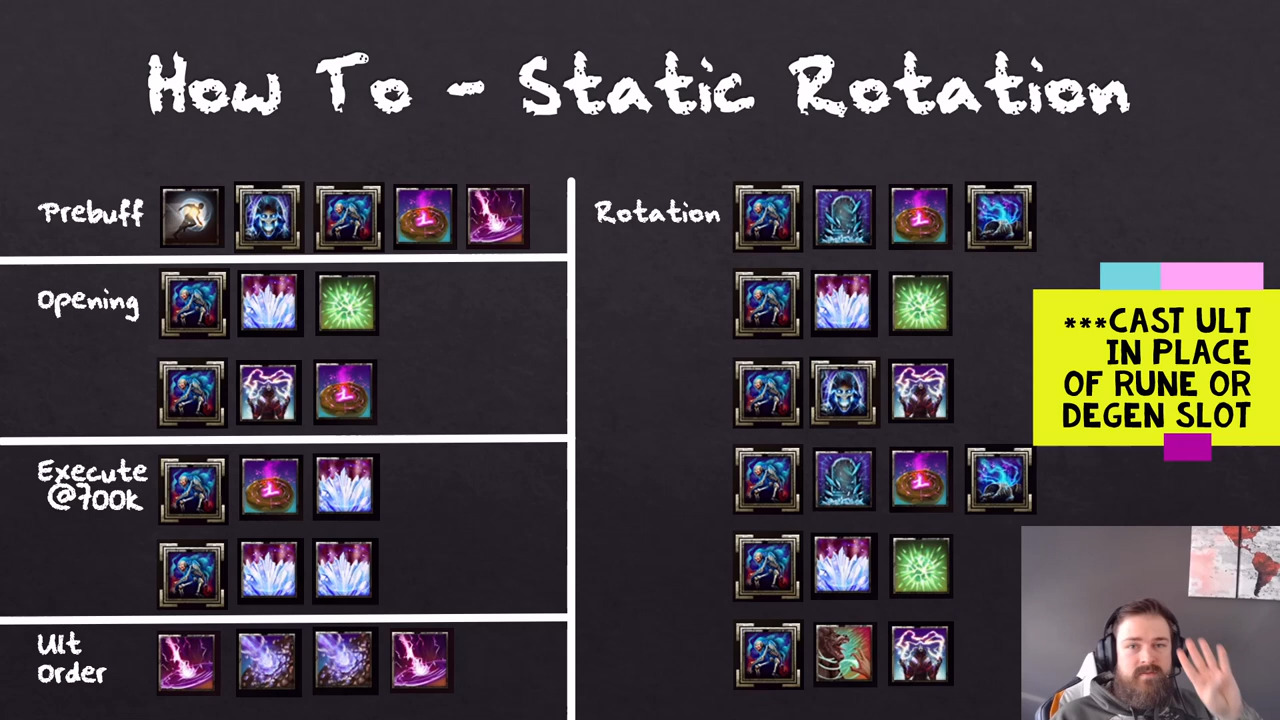 How To - Static Rotation
Prebuff
Opening
Execute
@700k
Ult
Order
Rotation
***CAST ULT
IN PLACE
OF RUNE OR
DEGEN SLOT